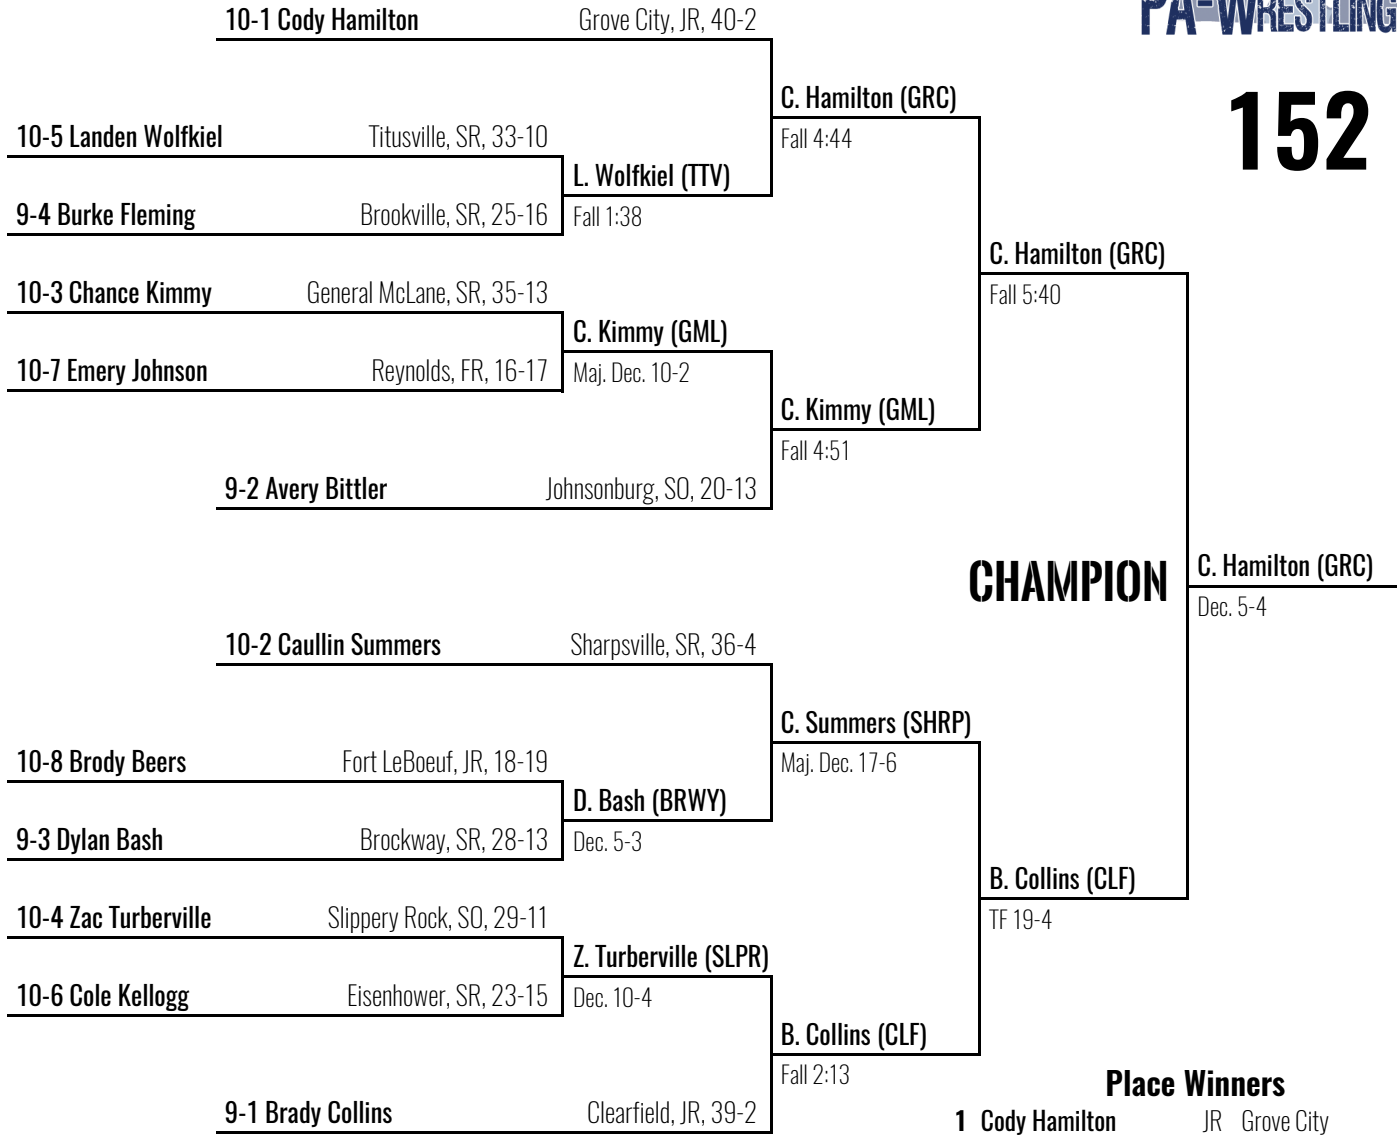 PA-WRESTLING
152
10-1 Cody Hamilton Grove City, JR, 40-2
C. Hamilton (GRC)
Fall 4:44
10-5 Landen Wolfkiel Titusville, SR, 33-10
L. Wolfkiel (TTV)
Fall 1:38
9-4 Burke Fleming Brookville, SR, 25-16
C. Hamilton (GRC)
Fall 5:40
10-3 Chance Kimmy General McLane, SR, 35-13
C. Kimmy (GML)
Maj. Dec. 10-2
10-7 Emery Johnson Reynolds, FR, 16-17
C. Kimmy (GML)
Fall 4:51
9-2 Avery Bittler Johnsonburg, SO, 20-13
CHAMPION
C. Hamilton (GRC)
Dec. 5-4
10-2 Caullin Summers Sharpsville, SR, 36-4
C. Summers (SHRP)
Maj. Dec. 17-6
10-8 Brody Beers Fort LeBoeuf, JR, 18-19
D. Bash (BRWY)
Dec. 5-3
9-3 Dylan Bash Brockway, SR, 28-13
B. Collins (CLF)
TF 19-4
10-4 Zac Turberville Slippery Rock, SO, 29-11
Z. Turberville (SLPR)
Dec. 10-4
10-6 Cole Kellogg Eisenhower, SR, 23-15
B. Collins (CLF)
Fall 2:13
9-1 Brady Collins Clearfield, JR, 39-2
Place Winners
1 Cody Hamilton JR Grove City